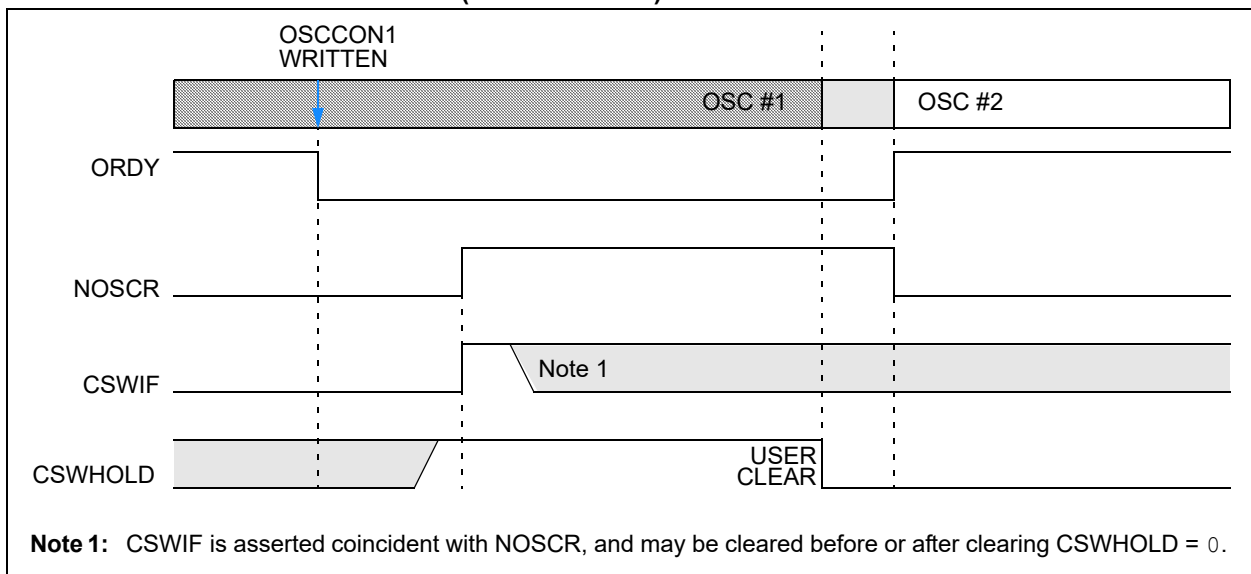 OSCCON1
WRITTEN
OSC #1
OSC #2
ORDY
NOSCR
CSWIF
Note 1
CSWHOLD
USER
CLEAR
Note 1: CSWIF is asserted coincident with NOSCR, and may be cleared before or after clearing CSWHOLD = 0.